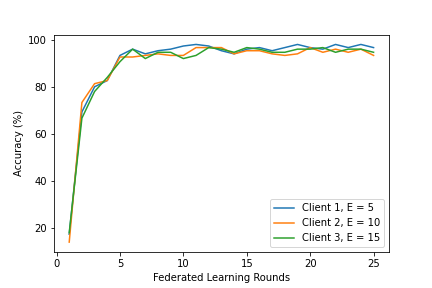 100
80
60
40
20
Accuracy (%)
Client 1, E = 5
Client 2, E = 10
Client 3, E = 15
0 5 10 15 20 25
Federated Learning Rounds